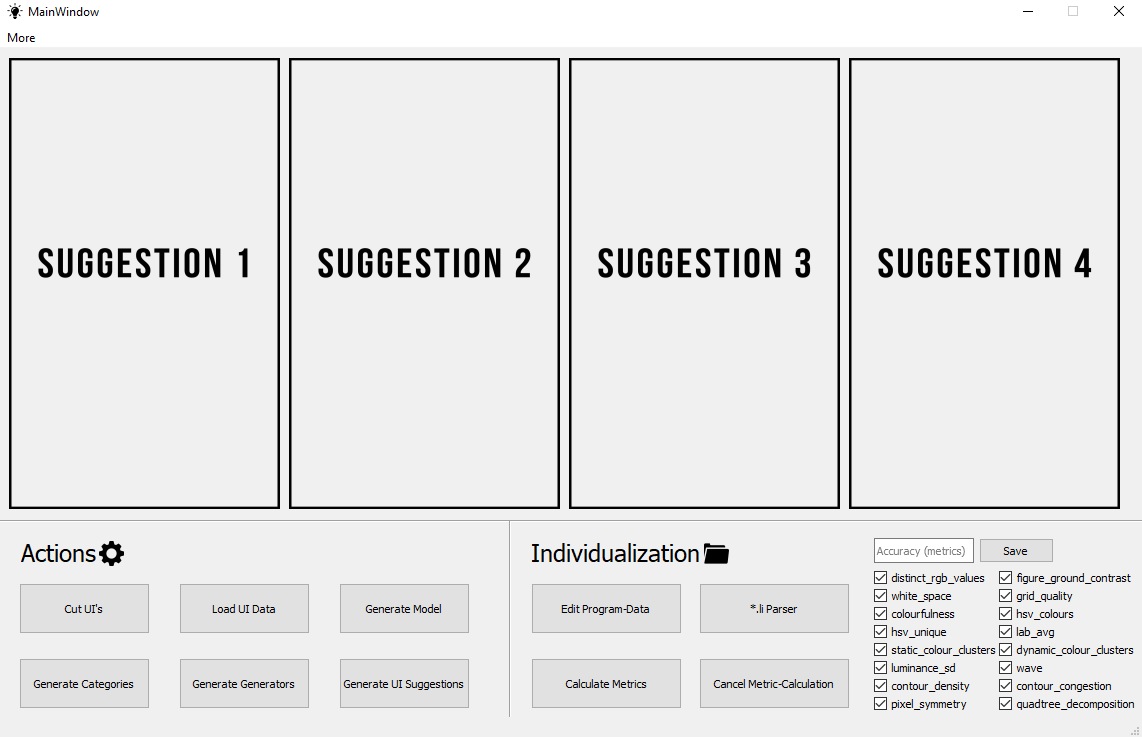 MainWindow
More
SUGGESTION 1
SUGGESTION 2
SUGGESTION 3
SUGGESTION 4
Actions
Cut UI's
Load UI Data
Generate Model
Generate Categories
Generate Generators
Generate UI Suggestions
Individualization
Edit Program-Data
*.li Parser
Calculate Metrics
Cancel Metric-Calculation
Accuracy (metrics)
Save
distinct_rgb_values
figure_ground_contrast
white_space
grid_quality
colourfulness
hsv_colours
hsv_unique
lab_avg
static_colour_clusters
dynamic_colour_clusters
luminance_sd
wave
contour_density
contour_congestion
pixel_symmetry
quadtree_decomposition